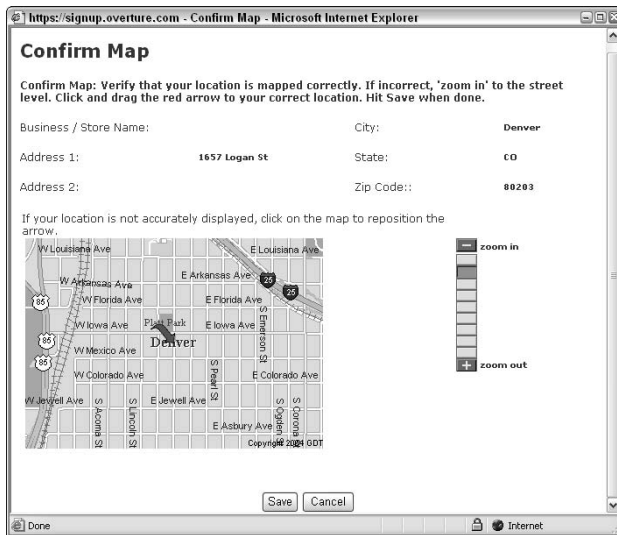 https://signup.overture.com - Confirm Map - Microsoft Internet Explorer
Confirm Map
Confirm Map: Verify that your location is mapped correctly. If incorrect, 'zoom in' to the street
level. Click and drag the red arrow to your correct location. Hit Save when done.
Business / Store Name: City: Denver
Address 1: 1657 Logan St State: CO
Address 2: Zip Code:: 80203
If your location is not accurately displayed, click on the map to reposition the
arrow.
zoom in
W Louisiana Ave E Louisiana Ave
W Arkansas Ave E Arkansas Ave 25
25
85 W Florida Ave E Florida Ave
W Iowa Ave Platt Park E Iowa Ave S Emerson St
85 Denver
W Mexico Ave
85
W Colorado Ave S Pearl St E Colorado Ave
zoom out
W Jewell Ave E Jewell Ave
S Acoma St S Lincoln St E Asbury Ave S Ogden St S Corona St
Copyright 2004 GDT
Save Cancel
Done Internet